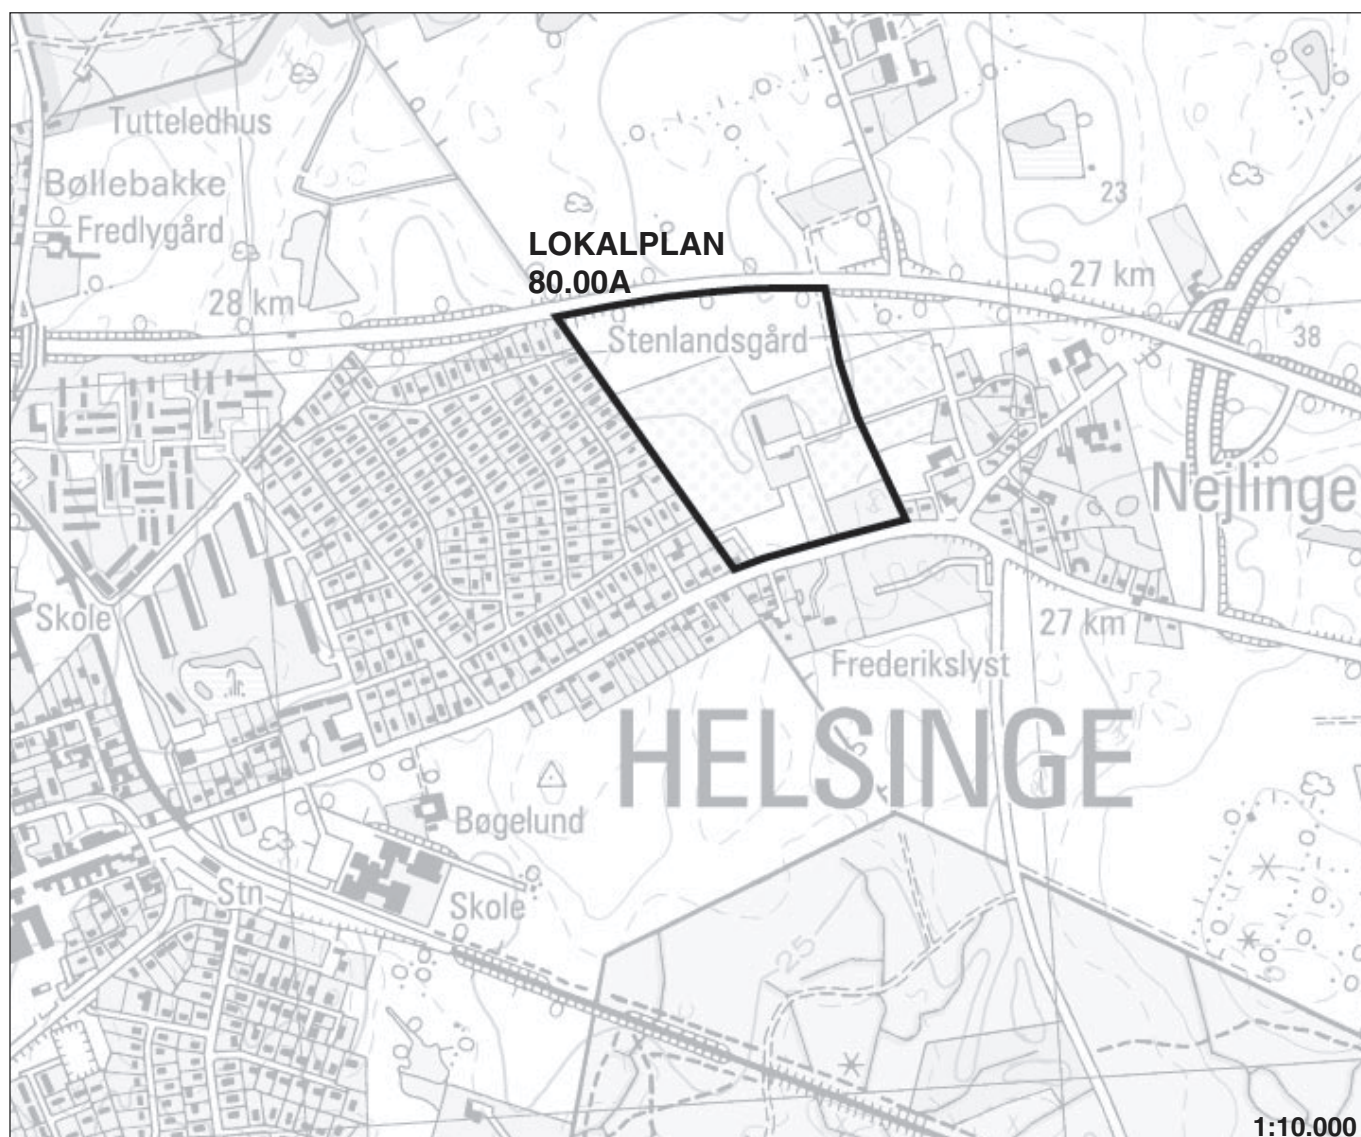 Tutteledhus
Bøllebakke
Fredlygård
23
LOKALPLAN
80.00A
27 km
28 km
Stenlandsgård
38
Nejlinge
Skole
27 km
Frederikslyst
HELSINGE
Bøgelund
Stn
Skole
25
1:10.000